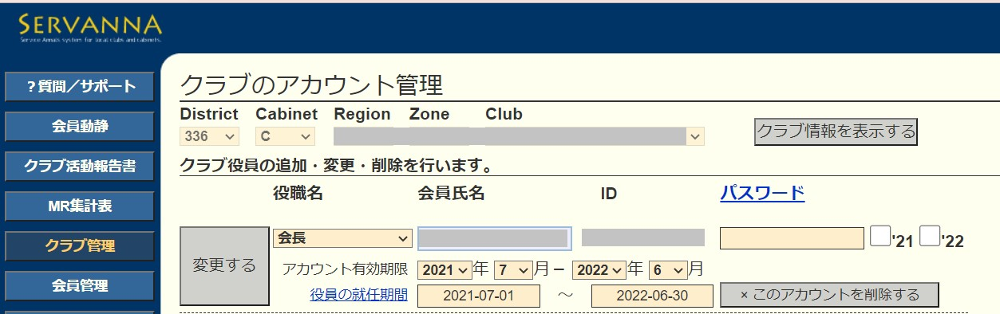 SERVANNA
Service Annals system for local clubs and cabinets.
?質問／サポート
会員動静
クラブ活動報告書
MR集計表
クラブ管理
会員管理
クラブのアカウント管理
District Cabinet Region Zone Club
336 C クラブ情報を表示する
クラブ役員の追加・変更・削除を行います。
役職名 会員氏名 ID パスワード
変更する 会長 '21 '22
アカウント有効期限 2021 年 7 月 – 2022 年 6 月
役員の就任期間 2021-07-01 ～ 2022-06-30 × このアカウントを削除する